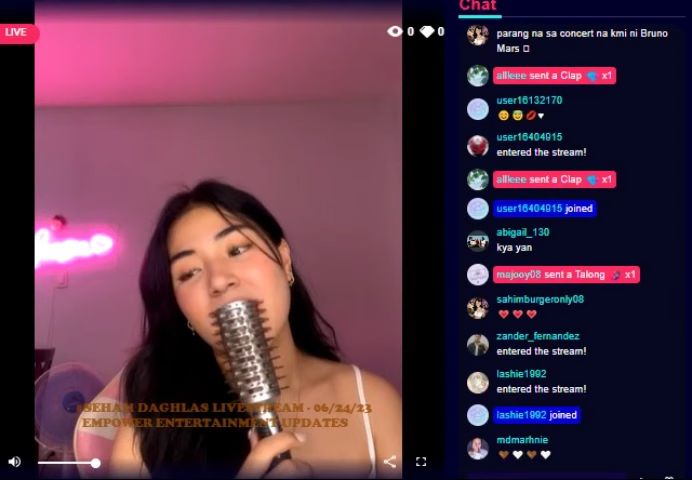 Chat
LIVE
0 0
parang na sa concert na kmi ni Bruno
Mars
allleee sent a Clap x1
user16132170
user16404915
entered the stream!
allleee sent a Clap x1
user16404915 joined
abigail_130
kya yan
majooy08 sent a Talong x1
sahimburgeronly08
zander_fernandez
entered the stream!
lashie1992
entered the stream!
lashie1992 joined
mdmarhnie
SEHAM DAGHLAS LIVESTREAM - 06/24/23
EMPOWER ENTERTAINMENT UPDATES